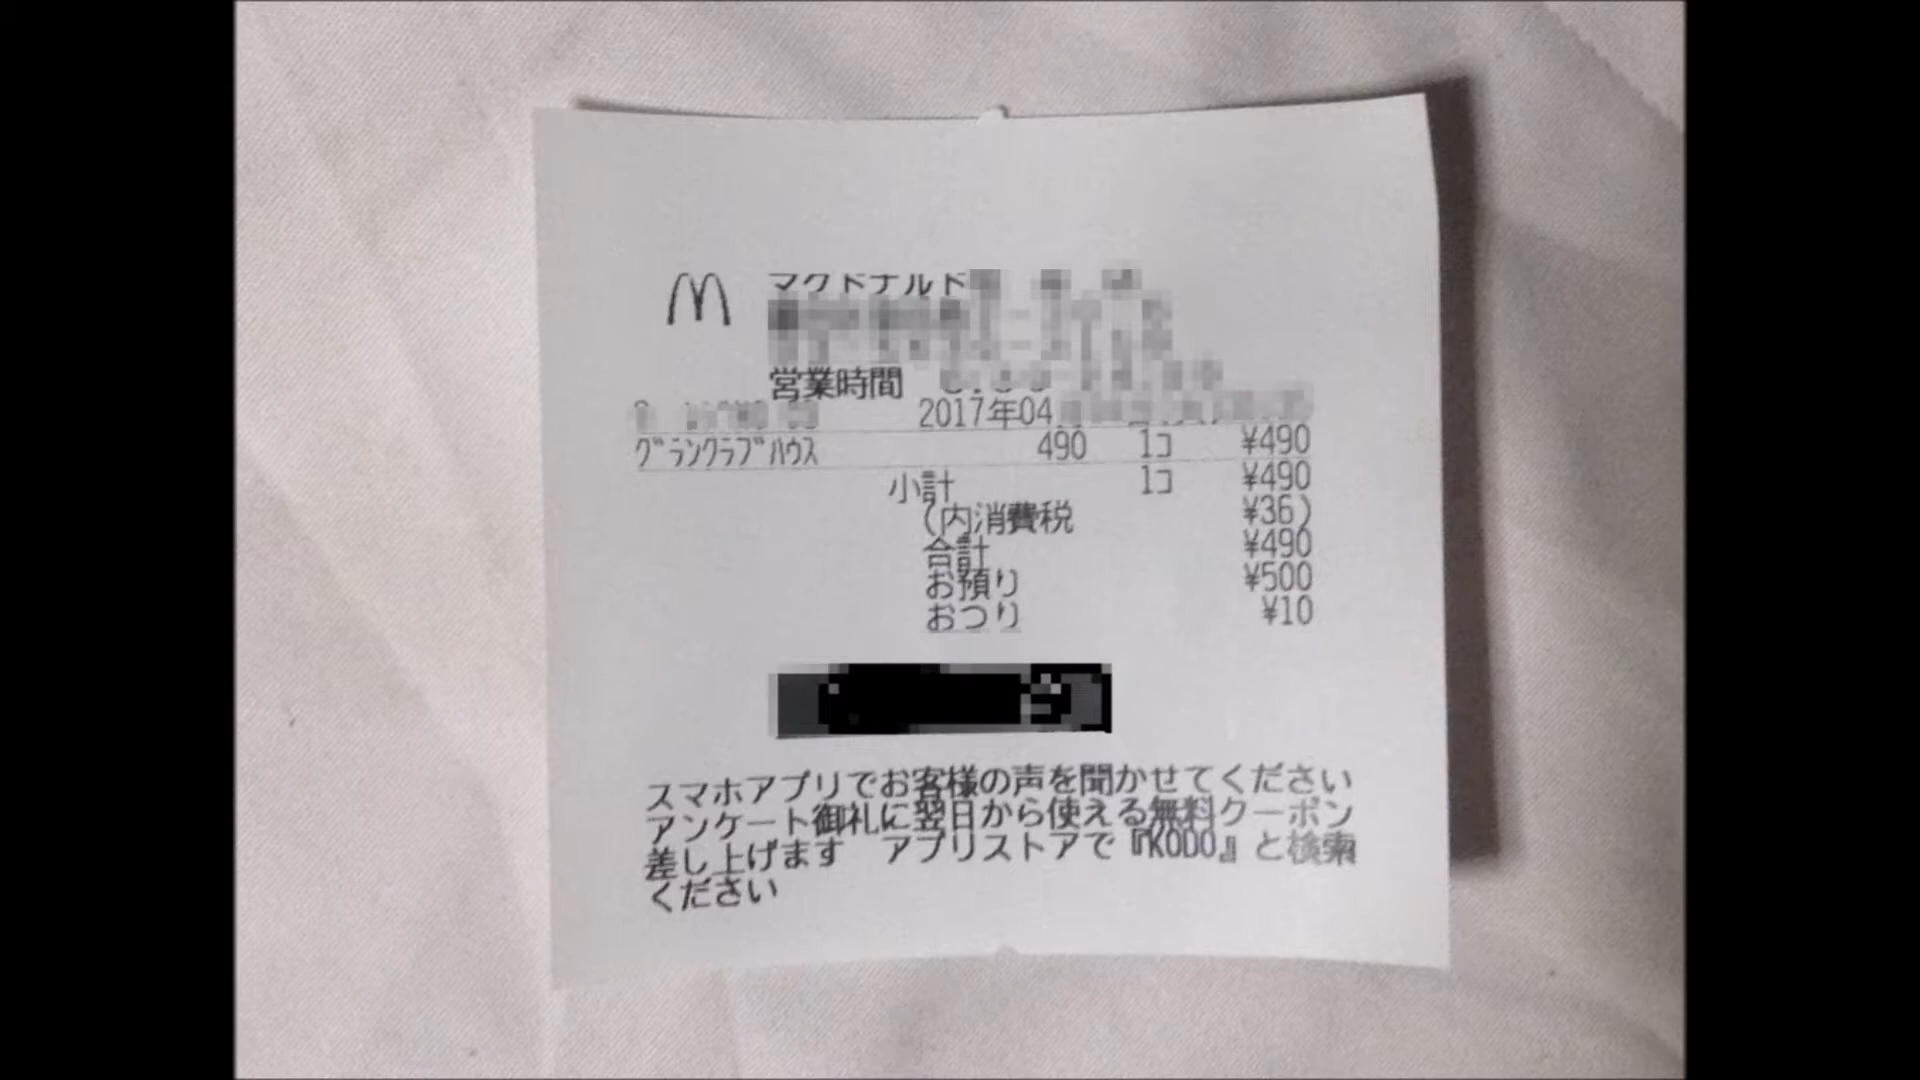 マクドナルド
営業時間
2017年04
グランクラブハウス 490 1コ ¥490
小計 1コ ¥490
(内消費税 ¥36)
合計 ¥490
お預り ¥500
おつり ¥10
スマホアプリでお客様の声を聞かせてください
アンケート御礼に翌日から使える無料クーポン
差し上げます アプリストアで『KODO』と検索
ください